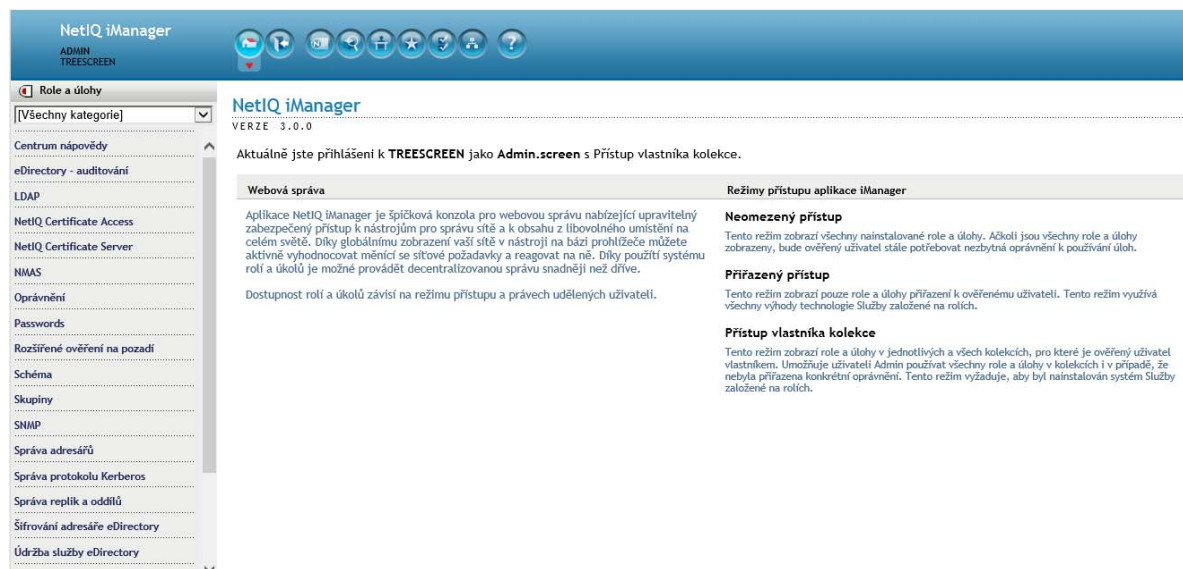 NetIQ iManager
ADMIN
TREESCREEN
Role a úlohy
[Všechny kategorie]
Centrum nápovědy
eDirectory - auditování
LDAP
NetIQ Certificate Access
NetIQ Certificate Server
NMAS
Oprávnění
Passwords
Rozšířené ověření na pozadí
Schéma
Skupiny
SNMP
Správa adresářů
Správa protokolu Kerberos
Správa replik a oddílů
Šifrování adresáře eDirectory
Údržba služby eDirectory
NetIQ iManager
VERZE 3.0.0
Aktuálně jste přihlášeni k TREESCREEN jako Admin.screen s Přístup vlastníka kolekce.
Webová správa
Aplikace NetIQ iManager je špičková konzola pro webovou správu nabízející upravitelný
zabezpečený přístup k nástrojům pro správu sítě a k obsahu z libovolného umístění na
celém světě. Díky globálnímu zobrazení vaší sítě v nástroji na bázi prohlížeče můžete
aktivně vyhodnocovat měnící se síťové požadavky a reagovat na ně. Díky použítí systému
rolí a úkolů je možné provádět decentralizovanou správu snadněji než dříve.
Dostupnost rolí a úkolů závisí na režimu přístupu a právech udělených uživateli.
Režimy přístupu aplikace iManager
Neomezený přístup
Tento režim zobrazí všechny nainstalované role a úlohy. Ačkoli jsou všechny role a úlohy
zobrazeny, bude ověřený uživatel stále potřebovat nezbytná oprávnění k používání úloh.
Přiřazený přístup
Tento režim zobrazí pouze role a úlohy přiřazení k ověřenému uživateli. Tento režim využívá
všechny výhody technologie Služby založené na rolích.
Přístup vlastníka kolekce
Tento režim zobrazí role a úlohy v jednotlivých a všech kolekcích, pro které je ověřený uživatel
vlastníkem. Umožňuje uživateli Admin používat všechny role a úlohy v kolekcích i v případě, že
nebyla přiřazena konkrétní oprávnění. Tento režim vyžaduje, aby byl nainstalován systém Služby
založené na rolích.